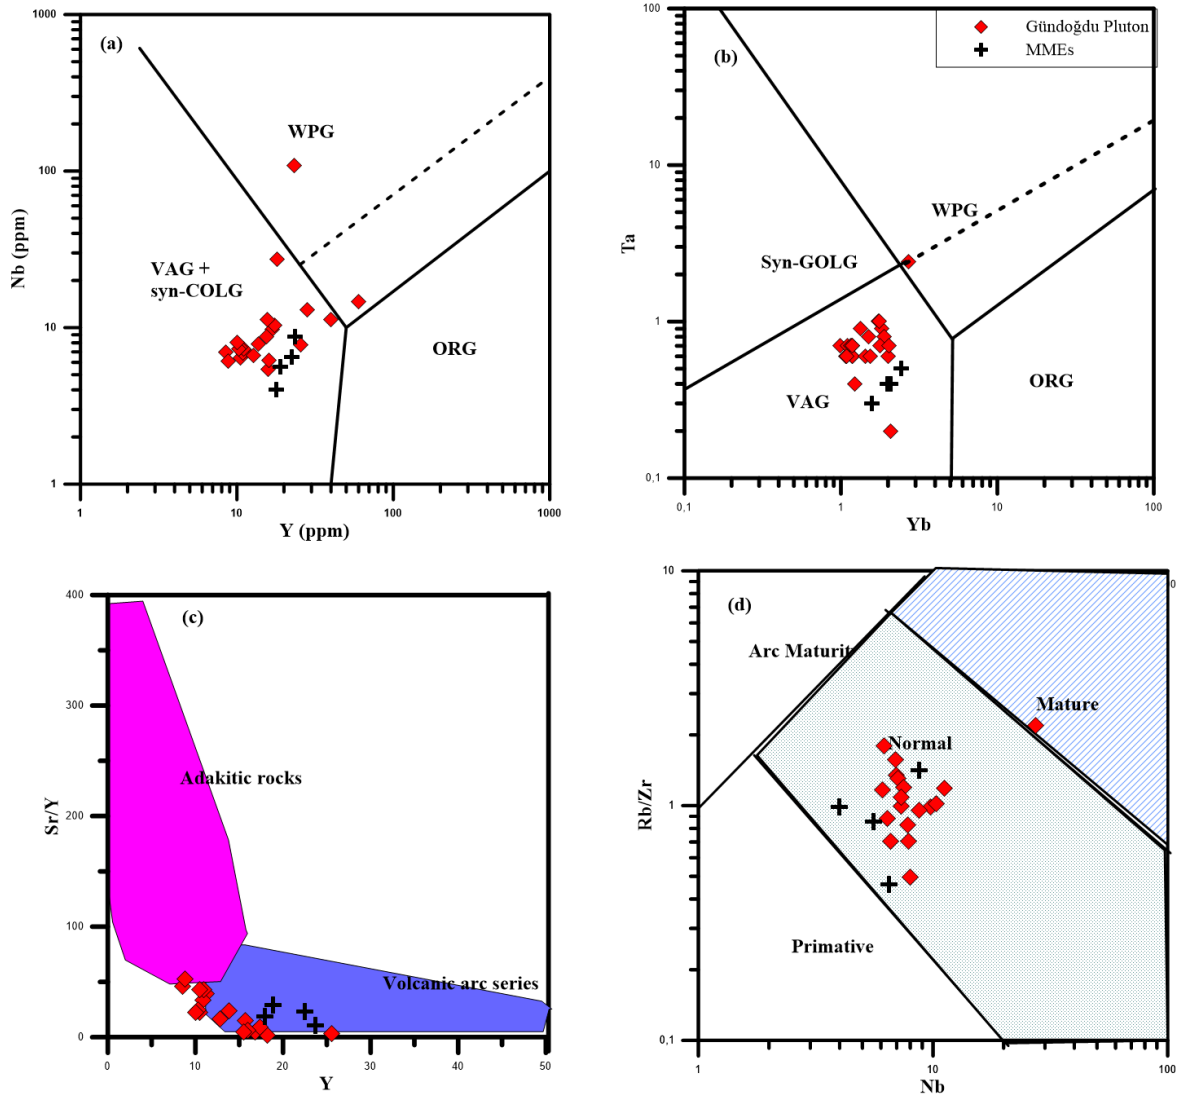 1000
100
10
1
Nb (ppm)
(a)
WPG
VAG +
syn-COLG
ORG
1
10
100
1000
Y (ppm)
100
10
1
0,1
Ta
(b)
Gündoğdu Pluton
MMEs
WPG
Syn-GOLG
VAG
ORG
0,1
1
10
100
Yb
400
300
200
100
0
Sr/Y
(c)
Adakitic rocks
Volcanic arc series
0
10
20
30
40
50
Y
10
1
0,1
Rb/Zr
(d)
0
Arc Maturit
Mature
Normal
Primative
1
10
100
Nb